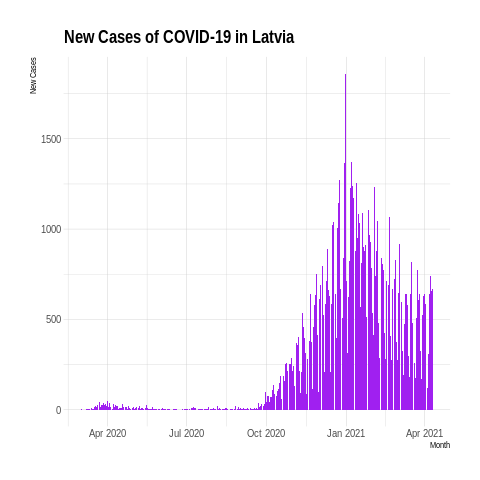 New Cases of COVID-19 in Latvia
New Cases
1500
1000
500
0
Apr 2020 Jul 2020 Oct 2020 Jan 2021 Apr 2021
Month